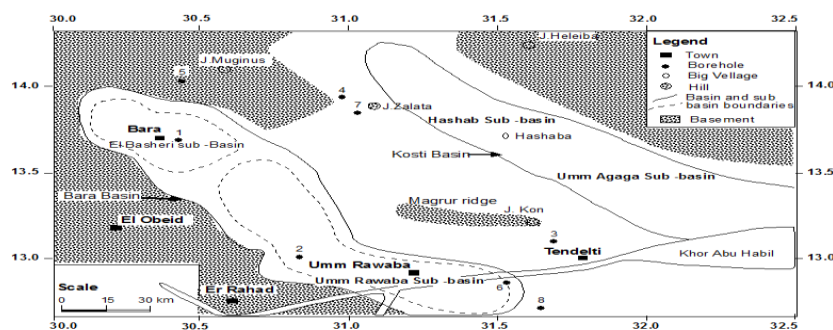 30.0 30.5 31.0 31.5 32.0 32.5
J.Heleiba
Legend
Town
Borehole
Big Vellage
Hill
Basin and sub
basin boundaries
Basement
J.Muginus
14.0 14.0
4
7
J.Zalata
Hashab Sub -basin
Hashaba
Bara
1
El-Basheri sub -Basin
Kosti Basin
13.5 13.5
Umm Agaga Sub -basin
Bara Basin
Magrur ridge
J. Kon
El Obeid
3
13.0 13.0
2
Tendelti
Khor Abu Habil
Umm Rawaba
Umm Rawaba Sub -basin
6
Scale
0 15 30 km
Er Rahad
8
30.0 30.5 31.0 31.5 32.0 32.5